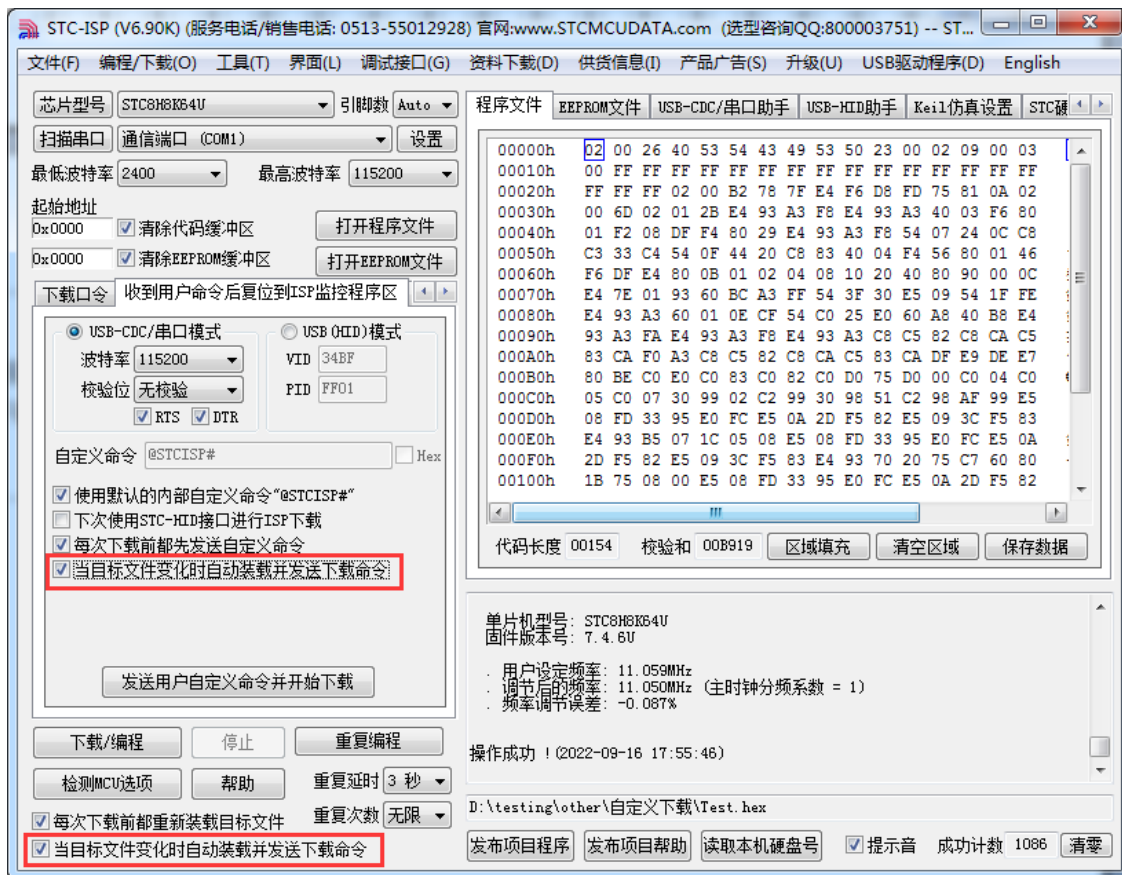 STC-ISP (V6.90K) (服务电话/销售电话: 0513-55012928) 官网:www.STCMCUDATA.com (选型咨询QQ:800003751) -- ST...
文件(F) 编程/下载(O) 工具(T) 界面(L) 调试接口(G) 资料下载(D) 供货信息(I) 产品广告(S) 升级(U) USB驱动程序(D) English
芯片型号 STC8H8K64U 引脚数 Auto
扫描串口 通信端口 (COM1) 设置
最低波特率 2400 最高波特率 115200
起始地址
0x0000 清除代码缓冲区 打开程序文件
0x0000 清除EEPROM缓冲区 打开EEPROM文件
下载口令 收到用户命令后复位到ISP监控程序区
USB-CDC/串口模式 USB(HID)模式
波特率 115200 VID 34BF
校验位 无校验 PID FF01
RTS DTR
自定义命令 @STCISP# Hex
使用默认的内部自定义命令"@STCISP#"
下次使用STC-HID接口进行ISP下载
每次下载前都先发送自定义命令
当目标文件变化时自动装载并发送下载命令
发送用户自定义命令并开始下载
下载/编程 停止 重复编程
检测MCU选项 帮助 重复延时 3 秒
每次下载前都重新装载目标文件 重复次数 无限
当目标文件变化时自动装载并发送下载命令
程序文件 EEPROM文件 USB-CDC/串口助手 USB-HID助手 Keil仿真设置 STC硬
00000h 02 00 26 40 53 54 43 49 53 50 23 00 02 09 00 03
00010h 00 FF FF FF FF FF FF FF FF FF FF FF FF FF FF FF
00020h FF FF FF 02 00 B2 78 7F E4 F6 D8 FD 75 81 0A 02
00030h 00 6D 02 01 2B E4 93 A3 F8 E4 93 A3 40 03 F6 80
00040h 01 F2 08 DF F4 80 29 E4 93 A3 F8 54 07 24 0C C8
00050h C3 33 C4 54 0F 44 20 C8 83 40 04 F4 56 80 01 46
00060h F6 DF E4 80 0B 01 02 04 08 10 20 40 80 90 00 0C
00070h E4 7E 01 93 60 BC A3 FF 54 3F 30 E5 09 54 1F FE
00080h E4 93 A3 60 01 0E CF 54 C0 25 E0 60 A8 40 B8 E4
00090h 93 A3 FA E4 93 A3 F8 E4 93 A3 C8 C5 82 C8 CA C5
000A0h 83 CA F0 A3 C8 C5 82 C8 CA C5 83 CA DF E9 DE E7
000B0h 80 BE C0 E0 C0 83 C0 82 C0 D0 75 D0 00 C0 04 C0
000C0h 05 C0 07 30 99 02 C2 99 30 98 51 C2 98 AF 99 E5
000D0h 08 FD 33 95 E0 FC E5 0A 2D F5 82 E5 09 3C F5 83
000E0h E4 93 B5 07 1C 05 08 E5 08 FD 33 95 E0 FC E5 0A
000F0h 2D F5 82 E5 09 3C F5 83 E4 93 70 20 75 C7 60 80
00100h 1B 75 08 00 E5 08 FD 33 95 E0 FC E5 0A 2D F5 82
代码长度 00154 校验和 00B919 区域填充 清空区域 保存数据
单片机型号: STC8H8K64U
固件版本号: 7.4.6U
. 用户设定频率: 11.059MHz
. 调节后的频率: 11.050MHz (主时钟分频系数 = 1)
. 频率调节误差: -0.087%
操作成功 !(2022-09-16 17:55:46)
D:\testing\other\自定义下载\Test.hex
发布项目程序 发布项目帮助 读取本机硬盘号 提示音 成功计数 1086 清零